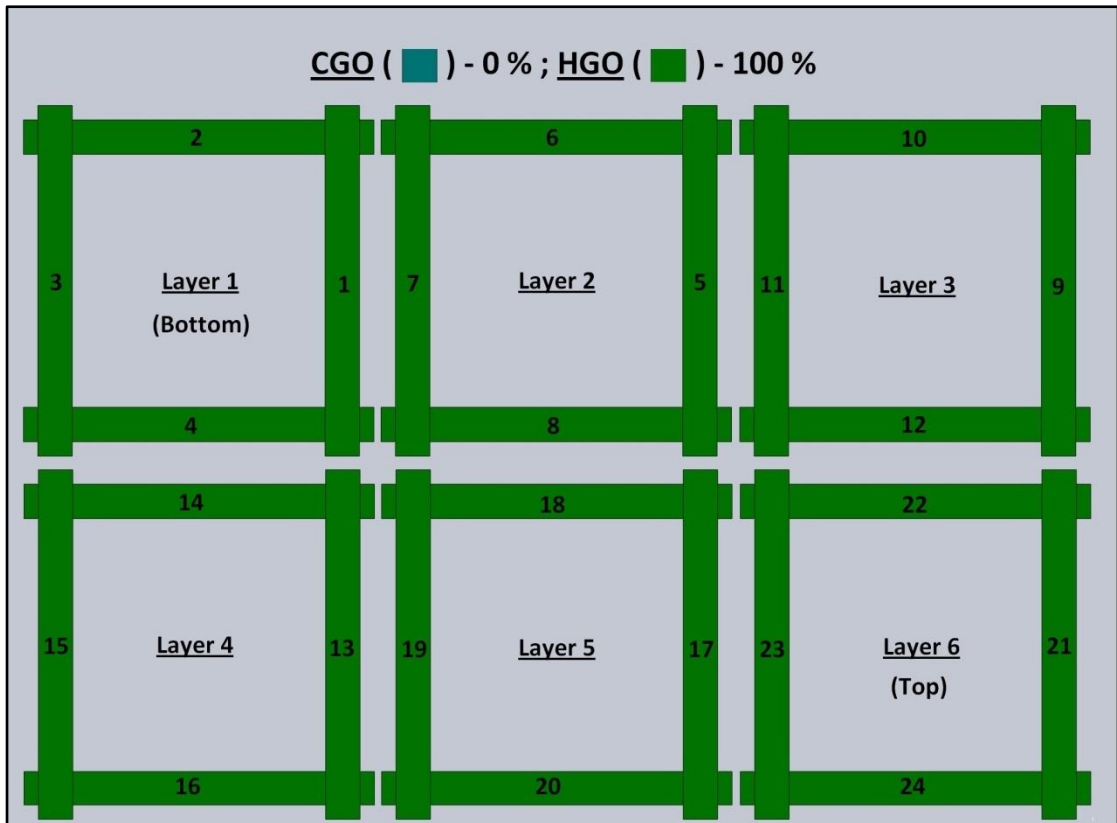 CGO ( ) - 0 % ; HGO ( ) - 100 %
2
6
10
3
Layer 1
(Bottom)
1
7
Layer 2
5
11
Layer 3
9
4
8
12
14
18
22
15
Layer 4
13
19
Layer 5
17
23
Layer 6
(Top)
21
16
20
24